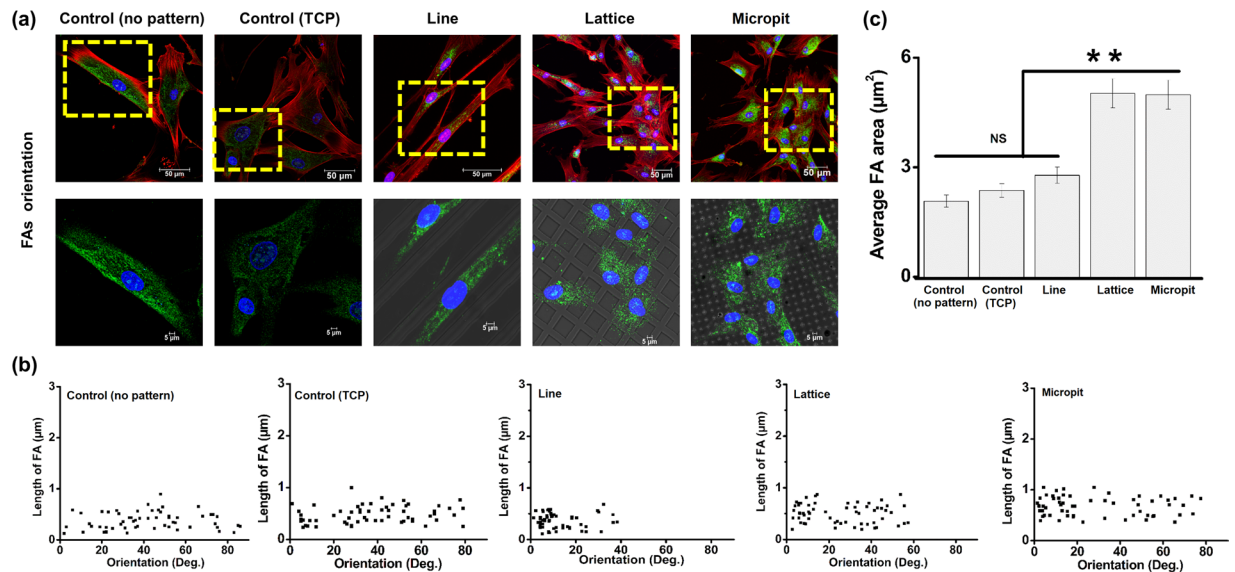 (a)
Control (no pattern)
Control (TCP)
Line
Lattice
Micropit
FAs orientation
50 µm
50 µm
50 µm
50 µm
50 µm
5 µm
5 µm
5 µm
5 µm
5 µm
(c)
Average FA area (µm²)
6
3
0
NS
**
Control
(no pattern)
Control
(TCP)
Line
Lattice
Micropit
(b)
Control (no pattern)
Length of FA (µm)
3
2
1
0
0 20 40 60 80
Orientation (Deg.)
Control (TCP)
Length of FA (µm)
3
2
1
0
0 20 40 60 80
Orientation (Deg.)
Line
Length of FA (µm)
3
2
1
0
0 20 40 60 80
Orientation (Deg.)
Lattice
Length of FA (µm)
3
2
1
0
0 20 40 60 80
Orientation (Deg.)
Micropit
Length of FA (µm)
3
2
1
0
0 20 40 60 80
Orientation (Deg.)